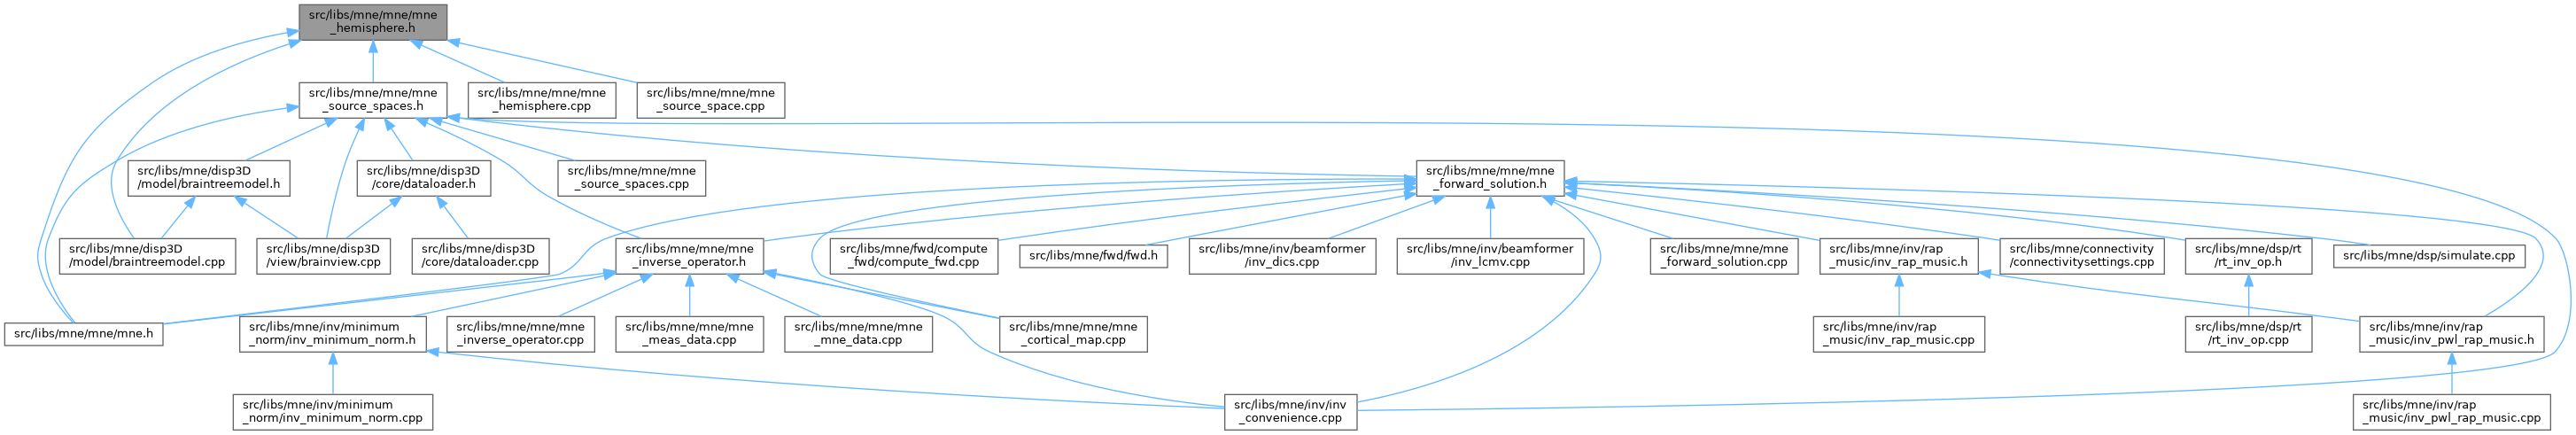 src/libs/mne/mne/mne
_hemisphere.h
src/libs/mne/mne/mne
_source_spaces.h
src/libs/mne/mne/mne
_hemisphere.cpp
src/libs/mne/mne/mne
_source_space.cpp
src/libs/mne/disp3D
/model/braintreemodel.h
src/libs/mne/disp3D
/core/dataloader.h
src/libs/mne/mne/mne
_source_spaces.cpp
src/libs/mne/mne/mne
_forward_solution.h
src/libs/mne/disp3D
/model/braintreemodel.cpp
src/libs/mne/disp3D
/view/brainview.cpp
src/libs/mne/disp3D
/core/dataloader.cpp
src/libs/mne/mne/mne
_inverse_operator.h
src/libs/mne/fwd/compute
_fwd/compute_fwd.cpp
src/libs/mne/fwd/fwd.h
src/libs/mne/inv/beamformer
/inv_dics.cpp
src/libs/mne/inv/beamformer
/inv_lcmv.cpp
src/libs/mne/mne/mne
_forward_solution.cpp
src/libs/mne/inv/rap
_music/inv_rap_music.h
src/libs/mne/connectivity
/connectivitysettings.cpp
src/libs/mne/dsp/rt
/rt_inv_op.h
src/libs/mne/dsp/simulate.cpp
src/libs/mne/mne/mne.h
src/libs/mne/inv/minimum
_norm/inv_minimum_norm.h
src/libs/mne/mne/mne
_inverse_operator.cpp
src/libs/mne/mne/mne
_meas_data.cpp
src/libs/mne/mne/mne
_mne_data.cpp
src/libs/mne/mne/mne
_cortical_map.cpp
src/libs/mne/inv/rap
_music/inv_rap_music.cpp
src/libs/mne/dsp/rt
/rt_inv_op.cpp
src/libs/mne/inv/rap
_music/inv_pwl_rap_music.h
src/libs/mne/inv/minimum
_norm/inv_minimum_norm.cpp
src/libs/mne/inv/inv
_convenience.cpp
src/libs/mne/inv/rap
_music/inv_pwl_rap_music.cpp